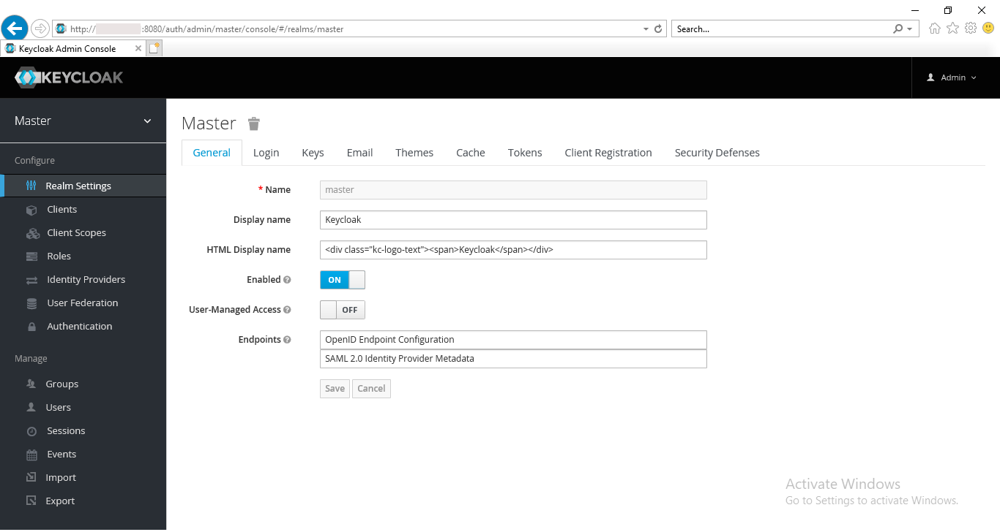 http:// :8080/auth/admin/master/console/#/realms/master
Search...
Keycloak Admin Console
KEYCLOAK
Admin
Master
Configure
Realm Settings
Clients
Client Scopes
Roles
Identity Providers
User Federation
Authentication
Manage
Groups
Users
Sessions
Events
Import
Export
Master
General Login Keys Email Themes Cache Tokens Client Registration Security Defenses
* Name master
Display name Keycloak
HTML Display name <div class="kc-logo-text"><span>Keycloak</span></div>
Enabled ON
User-Managed Access OFF
Endpoints OpenID Endpoint Configuration
SAML 2.0 Identity Provider Metadata
Save Cancel
Activate Windows
Go to Settings to activate Windows.